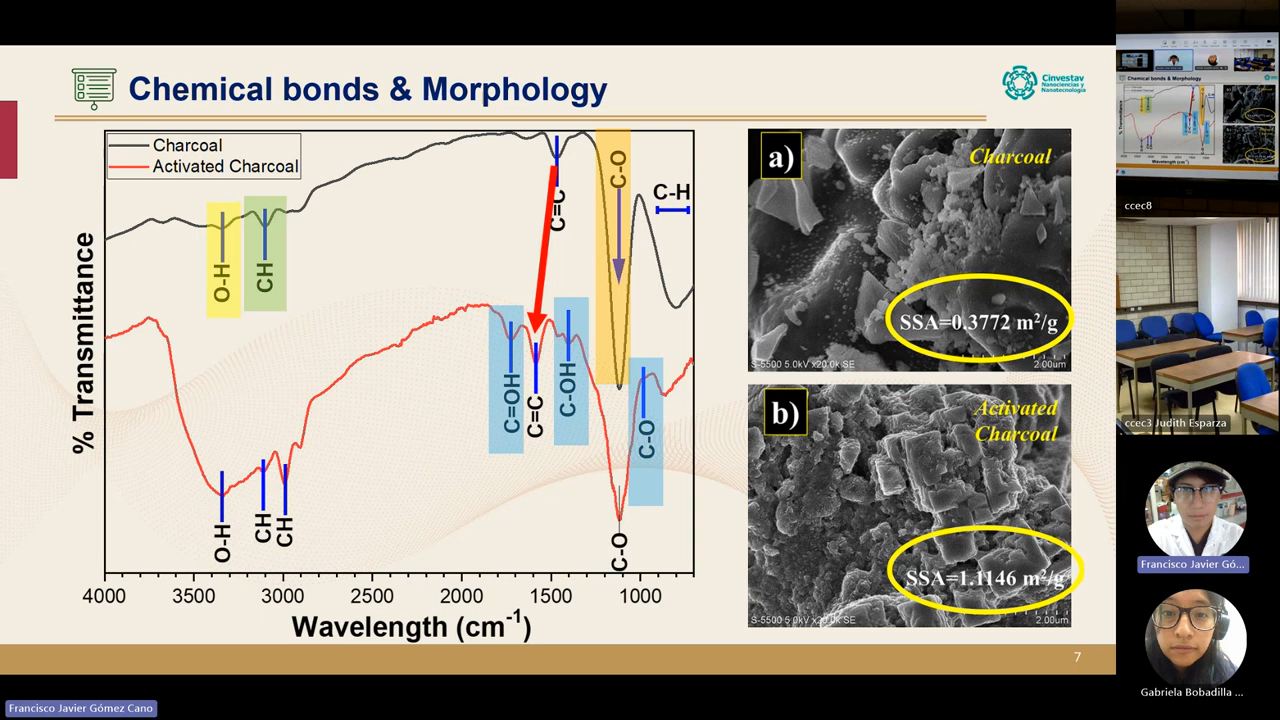 Chemical bonds & Morphology
Cinvestav
Nanociencias y
Nanotecnología
Charcoal
Activated Charcoal
% Transmittance
O-H
CH
C=C
C-O
C-H
C=OH
C=C
C-OH
C-O
O-H
CH
CH
C-O
4000 3500 3000 2500 2000 1500 1000
Wavelength (cm-1)
a)
Charcoal
SSA=0.3772 m2/g
S-5500 5.0kV x20.0k SE
2.00um
b)
Activated
Charcoal
SSA=1.1146 m2/g
S-5500 5.0kV x20.0k SE
2.00um
7
Francisco Javier Gómez Cano
Chemical bonds & Morphology
ccec8
ccec3 Judith Esparza
Francisco Javier Gó...
Gabriela Bobadilla ...